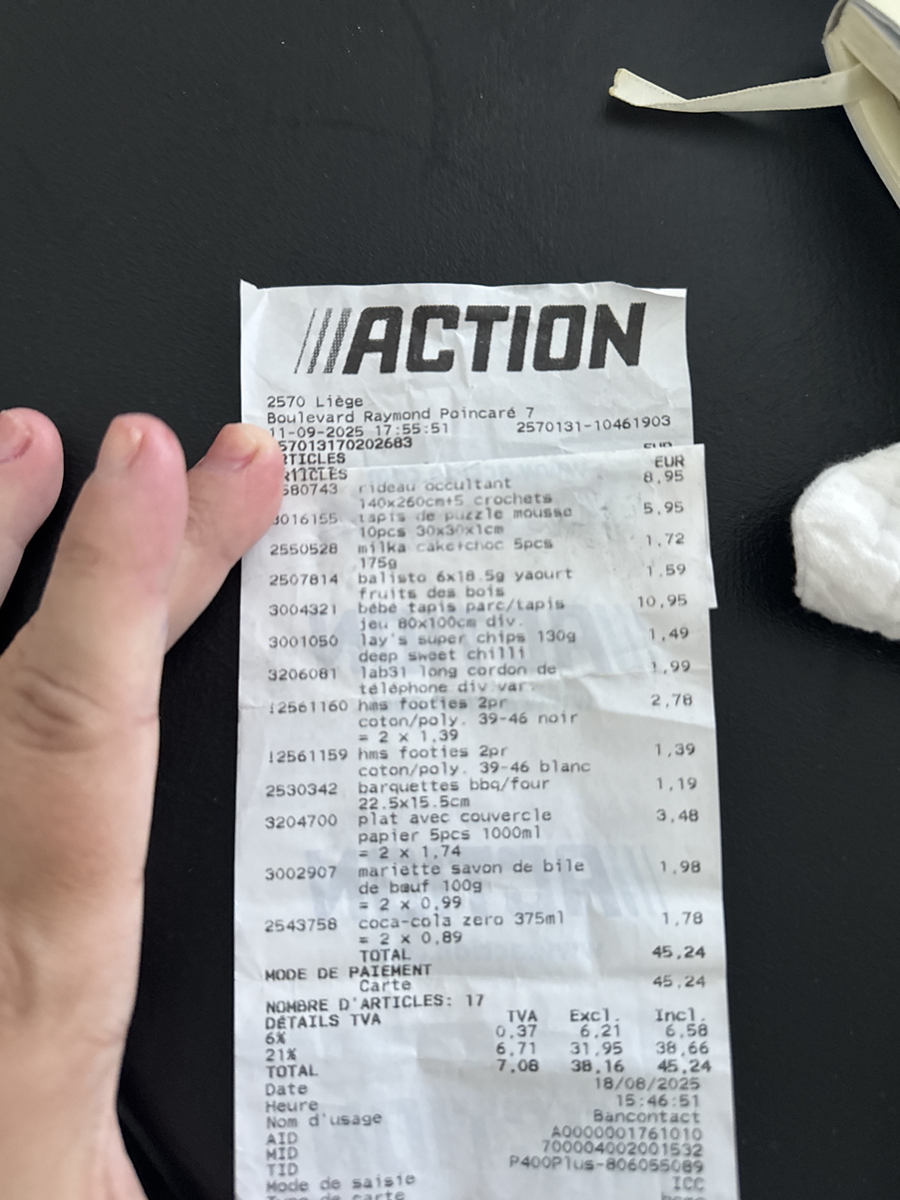 ACTION
2570 Liège
Boulevard Raymond Poincaré 7
11-09-2025 17:55:51 2570131-10461903
57013170202683 EUR
RTICLES
RTICLES EUR
580743 rideau occultant 8,95
140x260cm+5 crochets
3016155 tapis de puzzle mousse 5,95
10pcs 30x30x1cm
2550528 milka cake+choc 5pcs 1,72
175g
2507814 balisto 6x18.5g yaourt 1,59
fruits des bois
3004321 bébé tapis parc/tapis 10,95
jeu 80x100cm div.
3001050 lay's super chips 130g 1,49
deep sweet chilli
3206081 lab31 long cordon de 1,99
téléphone div.var.
!2561160 hms footies 2pr 2,78
coton/poly. 39-46 noir
= 2 x 1,39
!2561159 hms footies 2pr 1,39
coton/poly. 39-46 blanc
2530342 barquettes bbq/four 1,19
22.5x15.5cm
3204700 plat avec couvercle 3,48
papier 5pcs 1000ml
= 2 x 1,74
3002907 mariette savon de bile 1,98
de bœuf 100g
= 2 x 0,99
2543758 coca-cola zero 375ml 1,78
= 2 x 0,89
TOTAL 45,24
MODE DE PAIEMENT
Carte 45,24
NOMBRE D'ARTICLES: 17
DÉTAILS TVA TVA Excl. Incl.
6% 0,37 6,21 6,58
21% 6,71 31,95 38,66
TOTAL 7,08 38,16 45,24
Date 18/08/2025
Heure 15:46:51
Nom d'usage Bancontact
AID A0000001761010
MID 700004002001532
TID P400Plus-806055089
Mode de saisie ICC
Type de carte